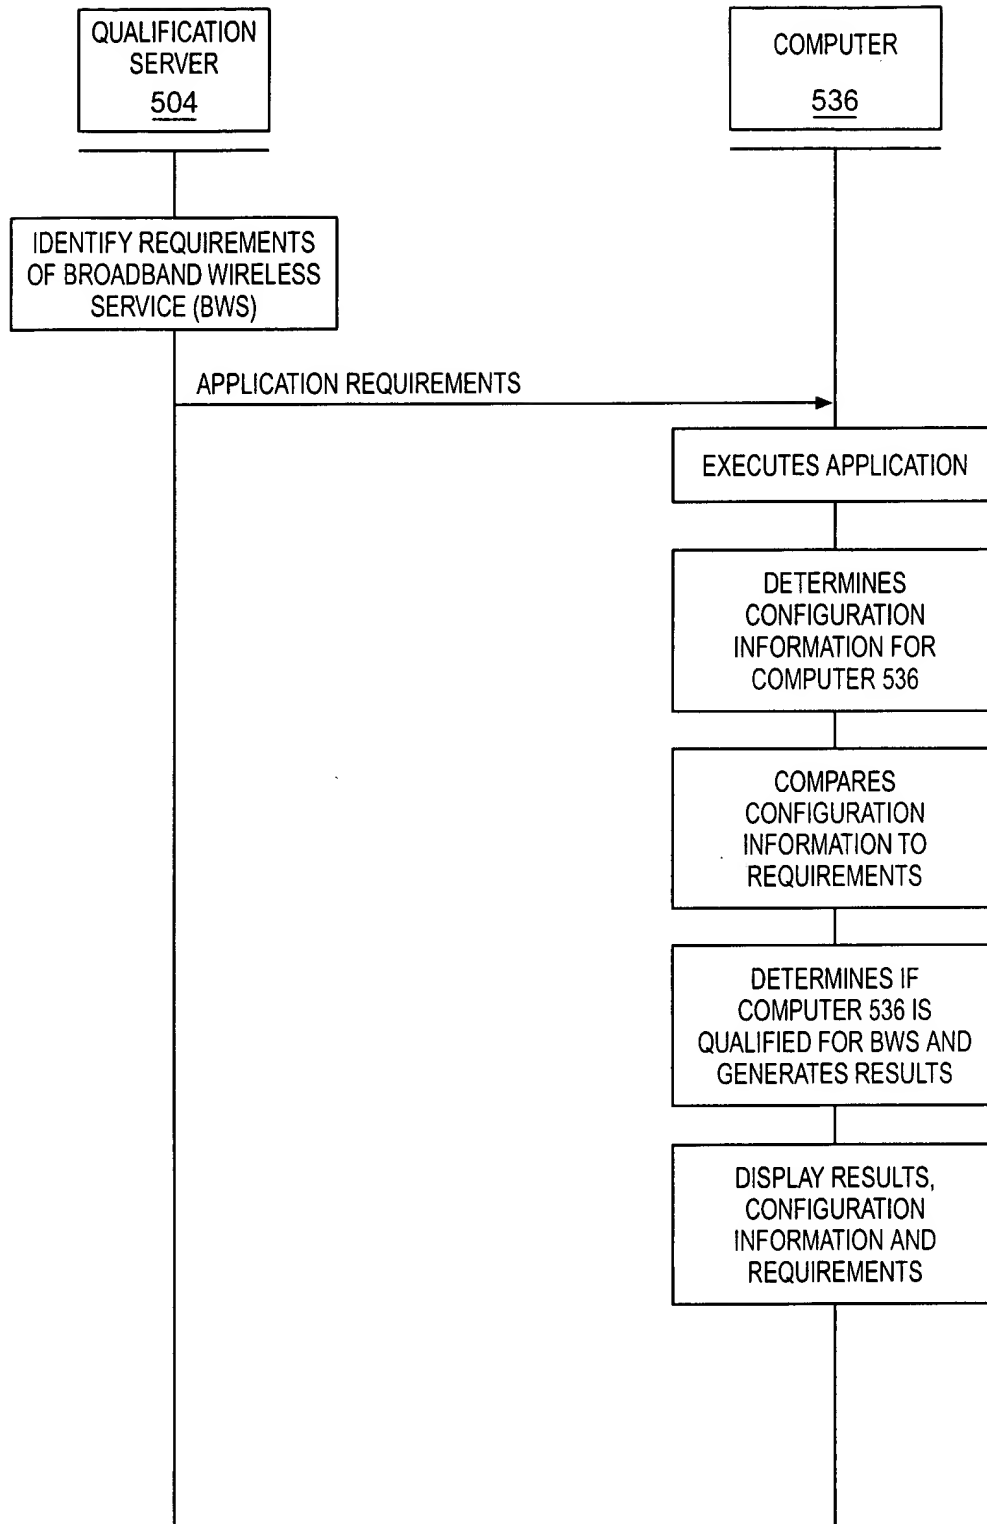 QUALIFICATION
SERVER
504
COMPUTER
536
IDENTIFY REQUIREMENTS
OF BROADBAND WIRELESS
SERVICE (BWS)
APPLICATION REQUIREMENTS
EXECUTES APPLICATION
DETERMINES
CONFIGURATION
INFORMATION FOR
COMPUTER 536
COMPARES
CONFIGURATION
INFORMATION TO
REQUIREMENTS
DETERMINES IF
COMPUTER 536 IS
QUALIFIED FOR BWS AND
GENERATES RESULTS
DISPLAY RESULTS,
CONFIGURATION
INFORMATION AND
REQUIREMENTS